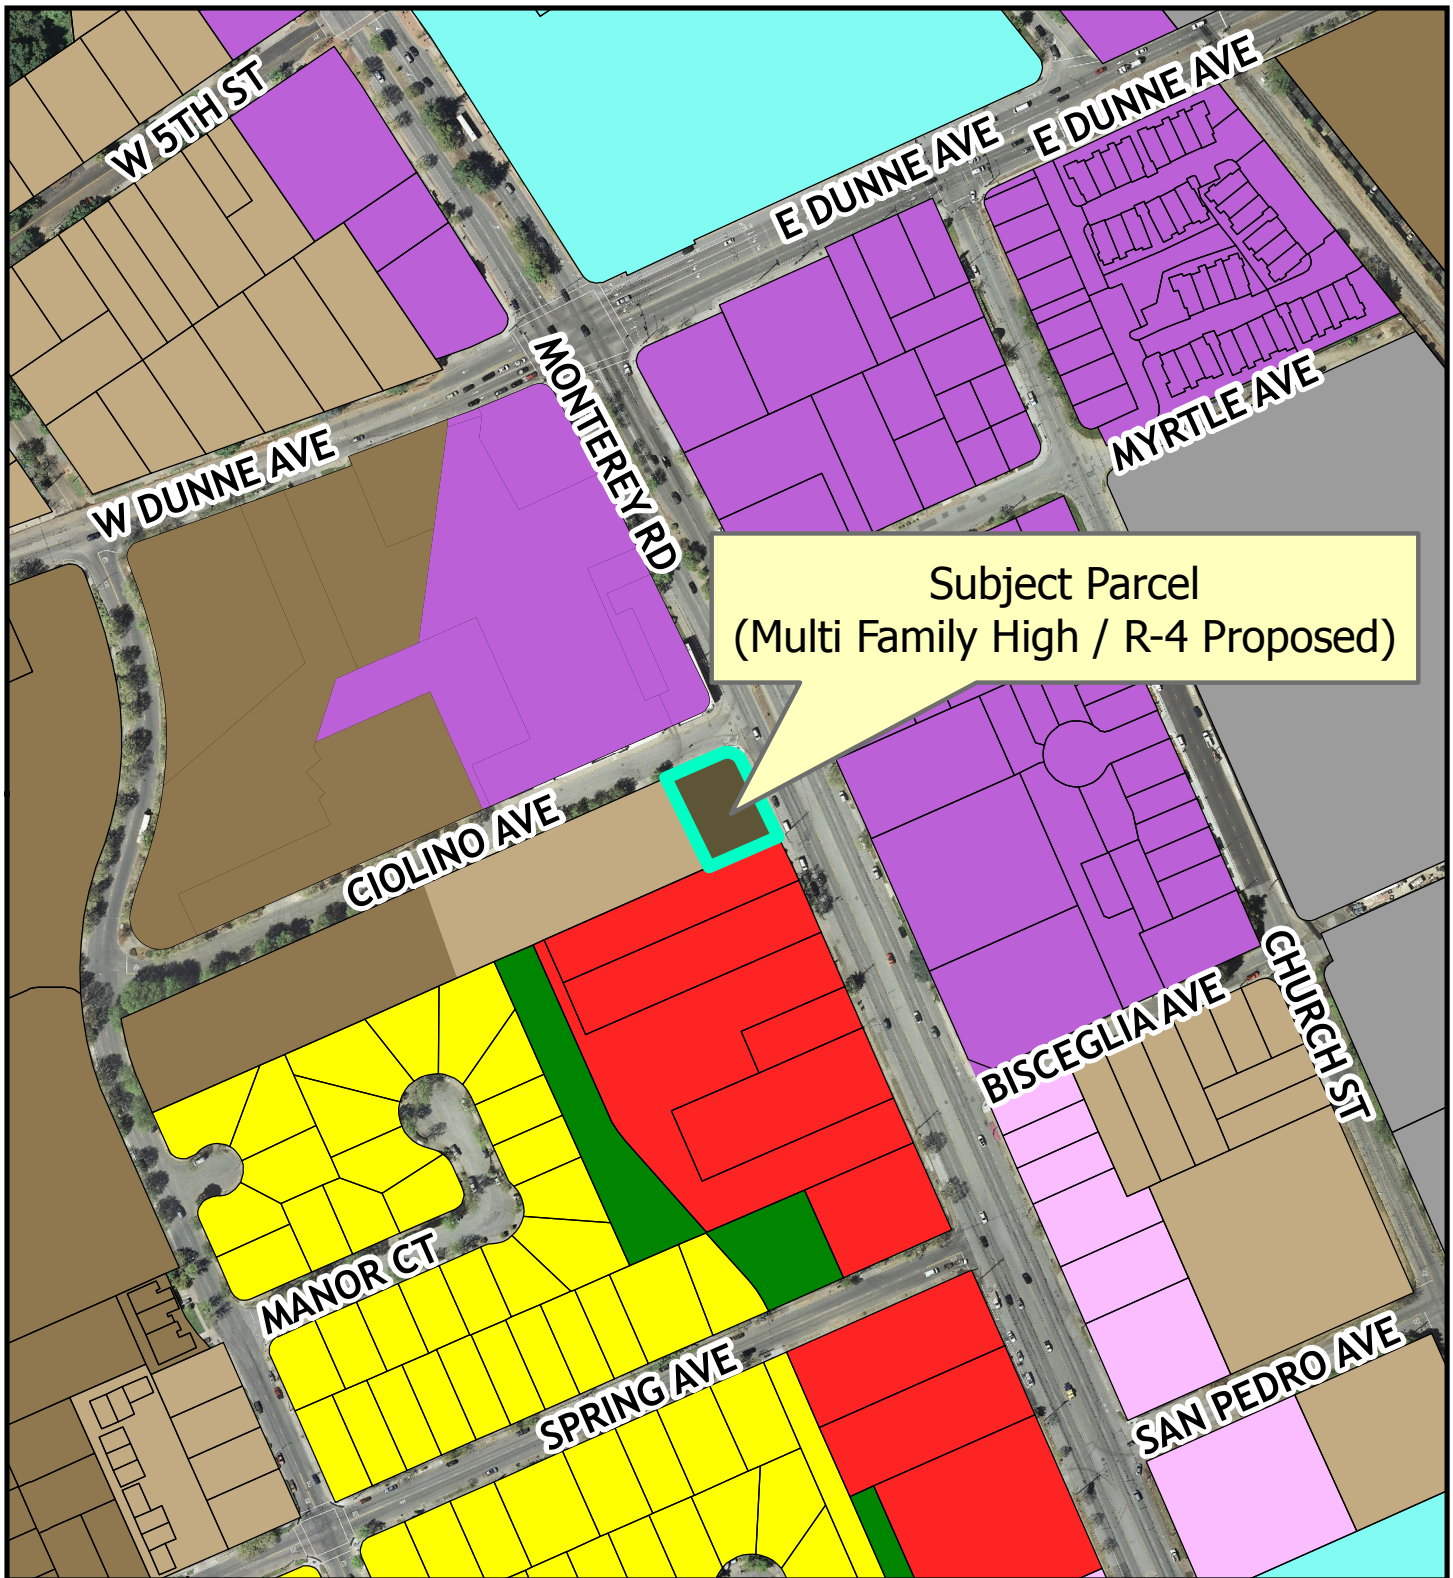 W 5TH ST
E DUNNE AVE
E DUNNE AVE
MONTEREY RD
MYRTLE AVE
W DUNNE AVE
Subject Parcel
(Multi Family High / R-4 Proposed)
CIOLINO AVE
CHURCH ST
BISCEGLIA AVE
MANOR CT
SPRING AVE
SAN PEDRO AVE